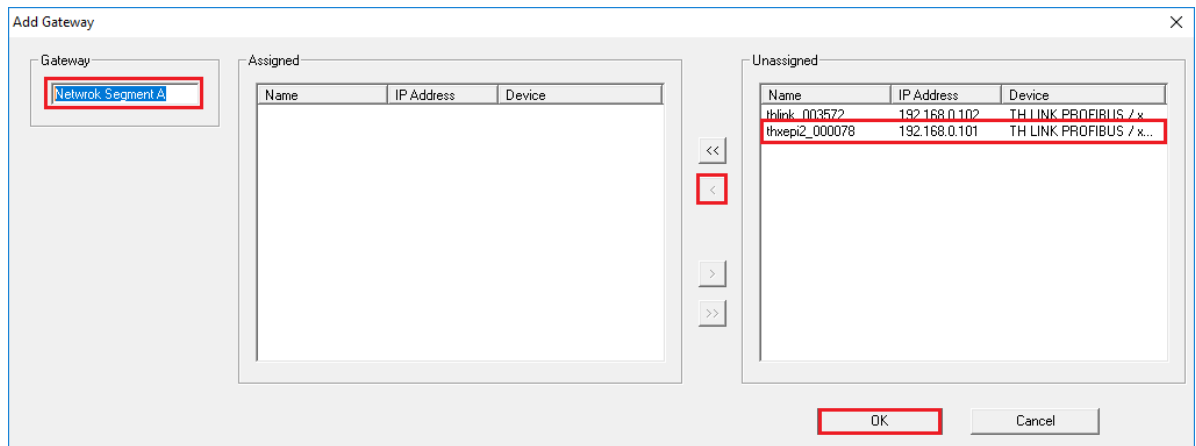 Add Gateway
Gateway
Netwrok Segment A
Assigned
Name IP Address Device
<<
<
>
>>
Unassigned
Name IP Address Device
thlink_003572 192.168.0.102 TH LINK PROFIBUS / x...
thxepi2_000078 192.168.0.101 TH LINK PROFIBUS / x...
OK Cancel